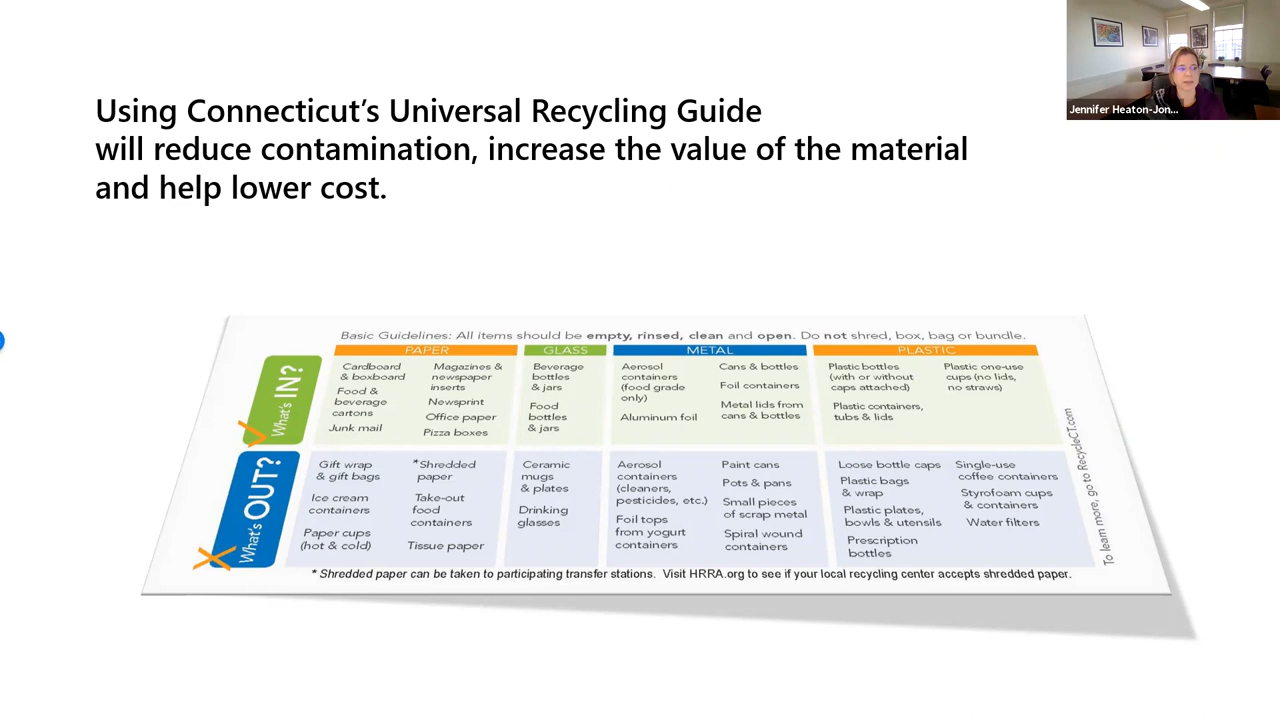 Using Connecticut's Universal Recycling Guide
will reduce contamination, increase the value of the material
and help lower cost.
Jennifer Heaton-Jon...
Basic Guidelines: All items should be empty, rinsed, clean and open. Do not shred, box, bag or bundle.
What's IN?
PAPER
Cardboard
& boxboard
Food &
beverage
cartons
Junk mail
Magazines &
newspaper
inserts
Newsprint
Office paper
Pizza boxes
GLASS
Beverage
bottles
& jars
Food
bottles
& jars
METAL
Aerosol
containers
(food grade
only)
Aluminum foil
Cans & bottles
Foil containers
Metal lids from
cans & bottles
PLASTIC
Plastic bottles
(with or without
caps attached)
Plastic containers,
tubs & lids
Plastic one-use
cups (no lids,
no straws)
What's OUT?
Gift wrap
& gift bags
Ice cream
containers
Paper cups
(hot & cold)
*Shredded
paper
Take-out
food
containers
Tissue paper
Ceramic
mugs
& plates
Drinking
glasses
Aerosol
containers
(cleaners,
pesticides, etc.)
Foil tops
from yogurt
containers
Paint cans
Pots & pans
Small pieces
of scrap metal
Spiral wound
containers
Loose bottle caps
Plastic bags
& wrap
Plastic plates,
bowls & utensils
Prescription
bottles
Single-use
coffee containers
Styrofoam cups
& containers
Water filters
To learn more, go to RecycleCT.com
* Shredded paper can be taken to participating transfer stations. Visit HRRA.org to see if your local recycling center accepts shredded paper.